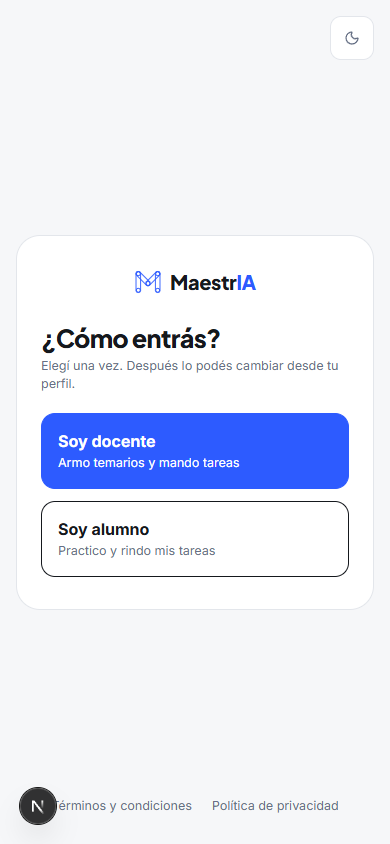 MaestrIA
¿Cómo entrás?
Elegí una vez. Después lo podés cambiar desde tu
perfil.
Soy docente
Armo temarios y mando tareas
Soy alumno
Practico y rindo mis tareas
N
Términos y condiciones
Política de privacidad